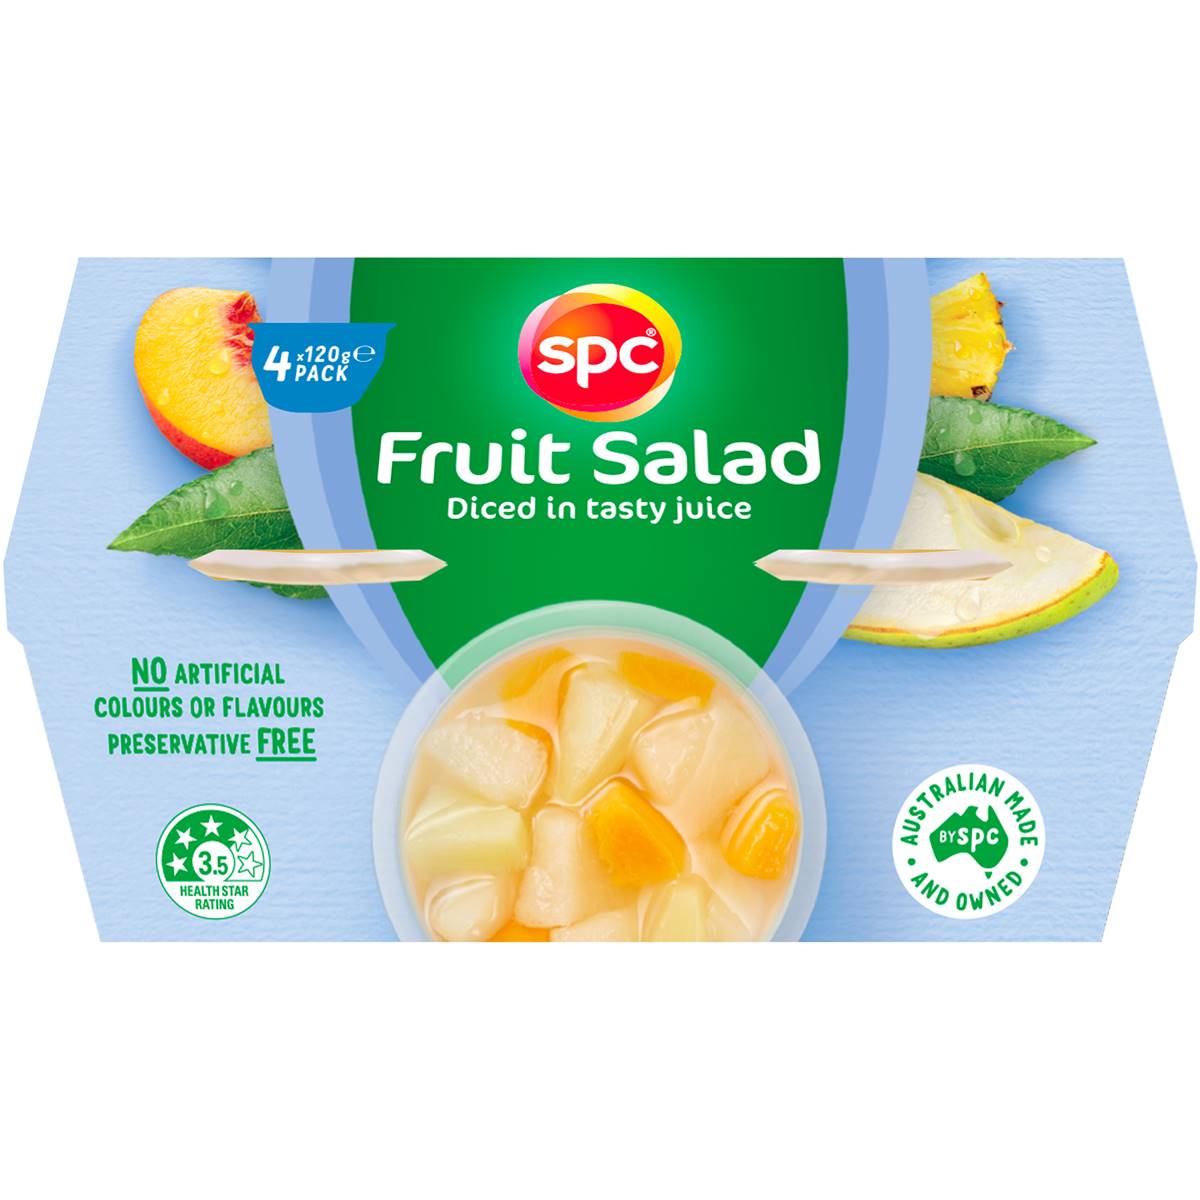 spc®
4 x120g℮
PACK
Fruit Salad
Diced in tasty juice
NO ARTIFICIAL
COLOURS OR FLAVOURS
PRESERVATIVE FREE
3.5
HEALTH STAR
RATING
AUSTRALIAN MADE
BY SPC
• AND OWNED •